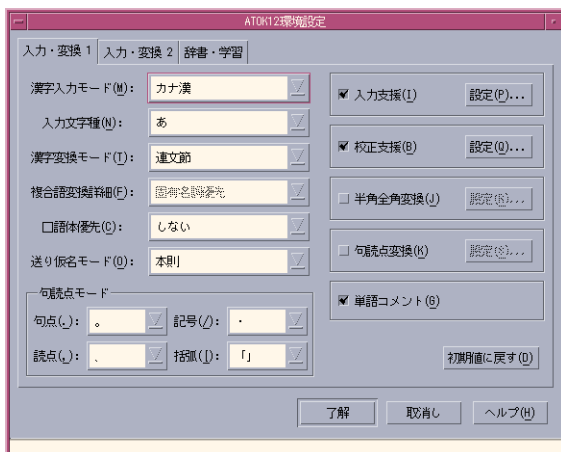 ATOK12環境設定
入力・変換 1 入力・変換 2 辞書・学習
漢字入力モード(M): カナ漢
入力文字種(N): あ
漢字変換モード(T): 連文節
複合語変換詳細(F): 固有名詞優先
口語体優先(C): しない
送り仮名モード(O): 本則
句読点モード
句点(.): 。 記号(/): ・
読点(,): 、 括弧([): 「」
入力支援(I) 設定(P)...
校正支援(B) 設定(Q)...
半角全角変換(J) 設定(R)...
句読点変換(K) 設定(S)...
単語コメント(G)
初期値に戻す(D)
了解 取消し ヘルプ(H)